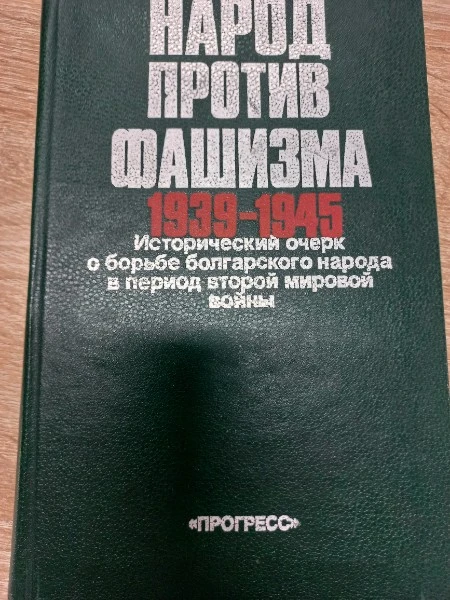 НАРОД
ПРОТИВ
ФАШИЗМА
1939-1945
Исторический очерк
о борьбе болгарского народа
в период второй мировой
войны
«ПРОГРЕСС»